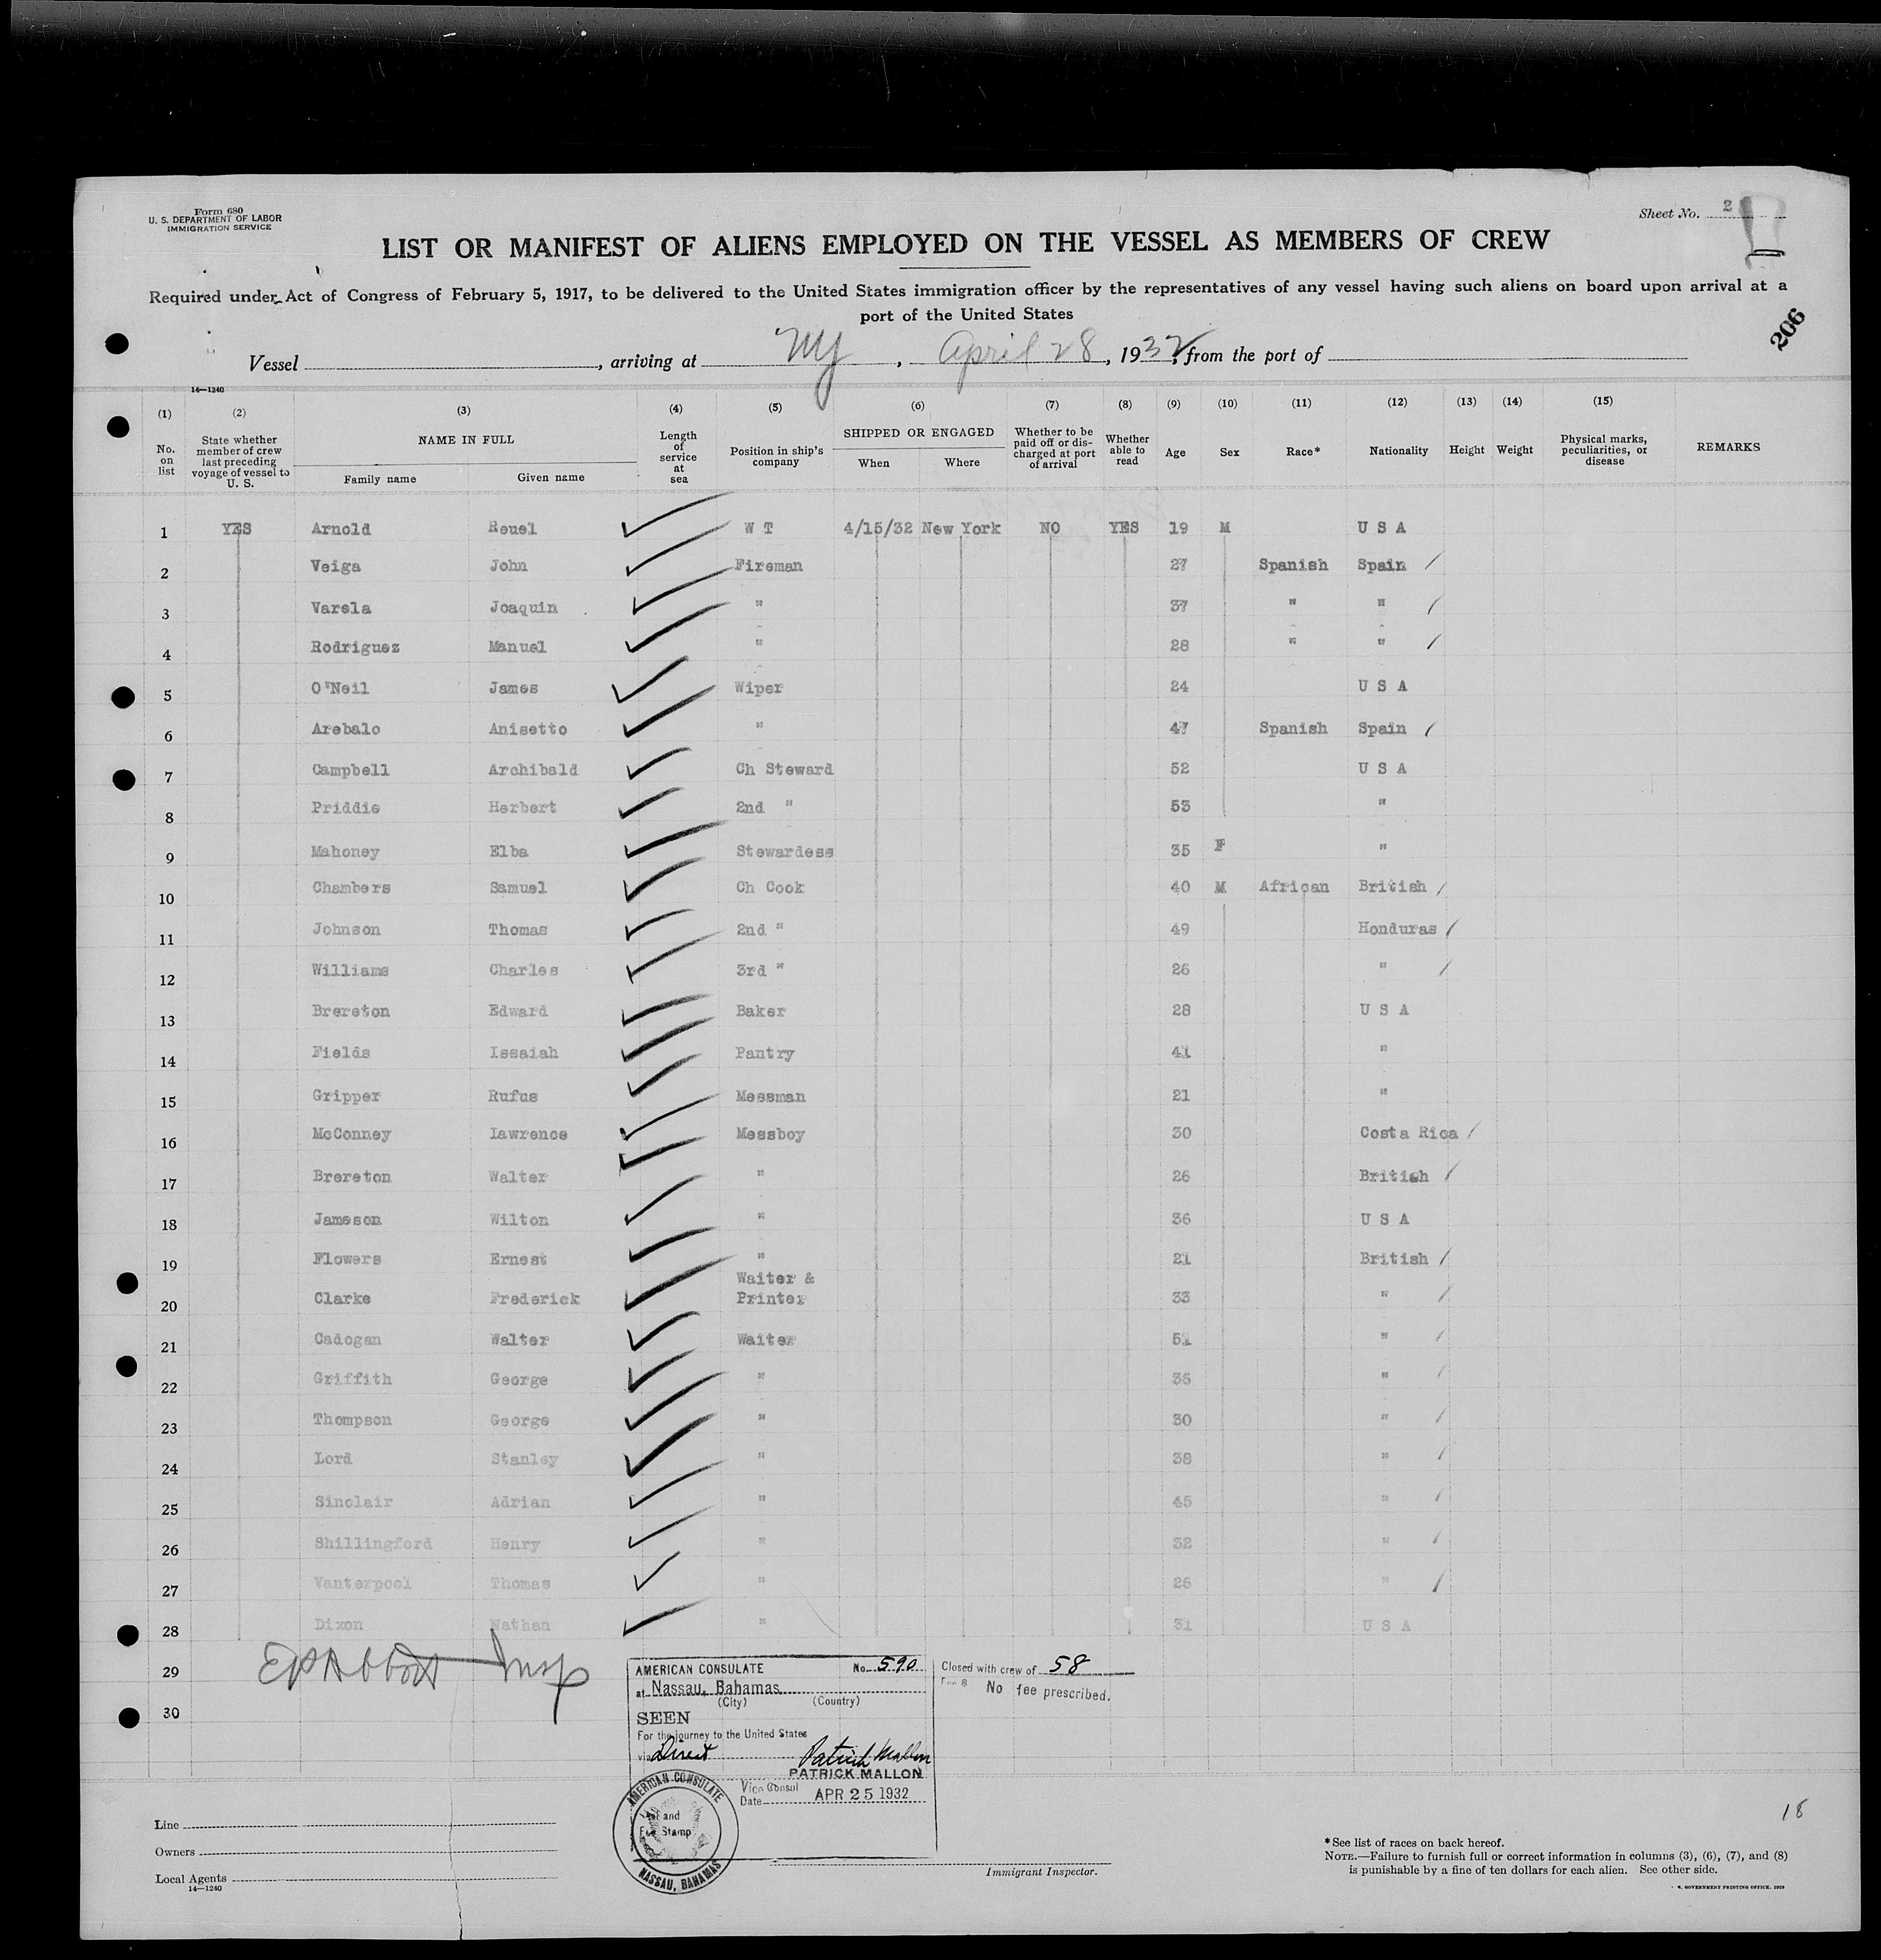 Form 680
U. S. DEPARTMENT OF LABOR
IMMIGRATION SERVICE
Sheet No. 2
LIST OR MANIFEST OF ALIENS EMPLOYED ON THE VESSEL AS MEMBERS OF CREW
Required under Act of Congress of February 5, 1917, to be delivered to the United States immigration officer by the representatives of any vessel having such aliens on board upon arrival at a
port of the United States
206
Vessel , arriving at NY , April 28 , 1932 , from the port of
14—1240
(1) (2) (3) (4) (5) (6) (7) (8) (9) (10) (11) (12) (13) (14) (15)
No. on list
State whether member of crew last preceding voyage of vessel to U. S.
NAME IN FULL
Family name Given name
Length of service at sea
Position in ship's company
SHIPPED OR ENGAGED
When Where
Whether to be paid off or discharged at port of arrival
Whether able to read
Age Sex Race* Nationality Height Weight
Physical marks, peculiarities, or disease
REMARKS
1 YES Arnold Reuel W T 4/15/32 New York NO YES 19 M U S A
2 Veiga John Fireman 27 Spanish Spain
3 Varela Joaquin " 37 " "
4 Rodriguez Manuel " 28 " "
5 O'Neil James Wiper 24 U S A
6 Arebalo Anisetto " 47 Spanish Spain
7 Campbell Archibald Ch Steward 52 U S A
8 Priddie Herbert 2nd " 53 "
9 Mahoney Elba Stewardess 35 F "
10 Chambers Samuel Ch Cook 40 M African British
11 Johnson Thomas 2nd " 49 Honduras
12 Williams Charles 3rd " 26 "
13 Brereton Edward Baker 28 U S A
14 Fields Issaiah Pantry 41 "
15 Gripper Rufus Messman 21 "
16 McConney Lawrence Messboy 30 Costa Rica
17 Brereton Walter " 26 British
18 Jameson Wilton " 36 U S A
19 Flowers Ernest " 21 British
20 Clarke Frederick Waiter & Printer 33 "
21 Cadogan Walter Waiter 51 "
22 Griffith George " 36 "
23 Thompson George " 30 "
24 Lord Stanley " 38 "
25 Sinclair Adrian " 45 "
26 Shillingford Henry " 32 "
27 Vanterpool Thomas " 26 "
28 Dixon Nathan " 31 U S A
29 EP Abbott Insp
30
AMERICAN CONSULATE No. 590
at Nassau, Bahamas
(City) (Country)
SEEN
For the journey to the United States
via Direct Patrick Mallon
PATRICK MALLON
Vice Consul
Date APR 25 1932
Closed with crew of 58
No fee prescribed.
AMERICAN CONSULATE
Seal and
Fee Stamp
NASSAU, BAHAMAS
18
Line
Owners
Local Agents
14—1240
Immigrant Inspector.
*See list of races on back hereof.
NOTE.—Failure to furnish full or correct information in columns (3), (6), (7), and (8)
is punishable by a fine of ten dollars for each alien. See other side.
GOVERNMENT PRINTING OFFICE. 1929